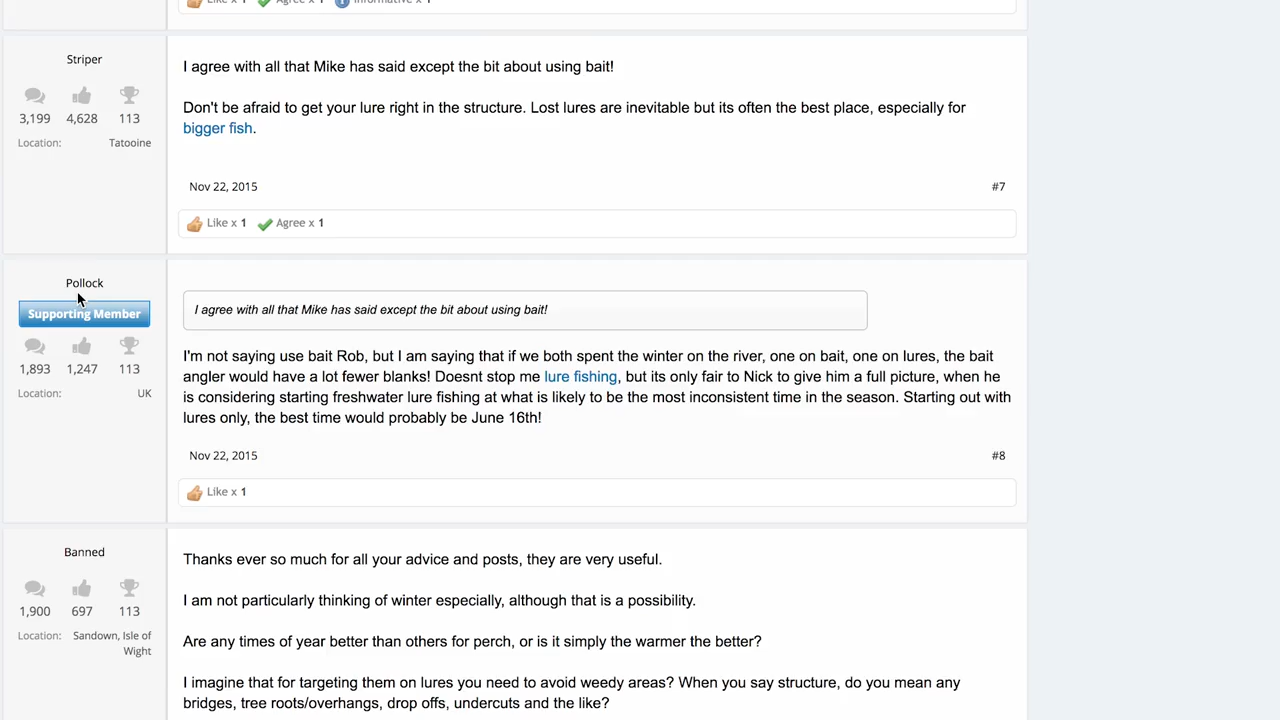 Like x 1 Agree x 1 Informative x 1
Striper
3,199 4,628 113
Location: Tatooine
I agree with all that Mike has said except the bit about using bait!
Don't be afraid to get your lure right in the structure. Lost lures are inevitable but its often the best place, especially for
bigger fish.
Nov 22, 2015 #7
Like x 1 Agree x 1
Pollock
Supporting Member
1,893 1,247 113
Location: UK
I agree with all that Mike has said except the bit about using bait!
I'm not saying use bait Rob, but I am saying that if we both spent the winter on the river, one on bait, one on lures, the bait
angler would have a lot fewer blanks! Doesnt stop me lure fishing, but its only fair to Nick to give him a full picture, when he
is considering starting freshwater lure fishing at what is likely to be the most inconsistent time in the season. Starting out with
lures only, the best time would probably be June 16th!
Nov 22, 2015 #8
Like x 1
Banned
1,900 697 113
Location: Sandown, Isle of
Wight
Thanks ever so much for all your advice and posts, they are very useful.
I am not particularly thinking of winter especially, although that is a possibility.
Are any times of year better than others for perch, or is it simply the warmer the better?
I imagine that for targeting them on lures you need to avoid weedy areas? When you say structure, do you mean any
bridges, tree roots/overhangs, drop offs, undercuts and the like?